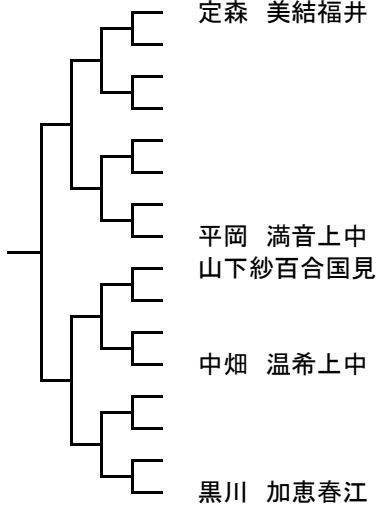 定森　美結福井
平岡　満音上中
山下紗百合国見
中畑　温希上中
黒川　加恵春江